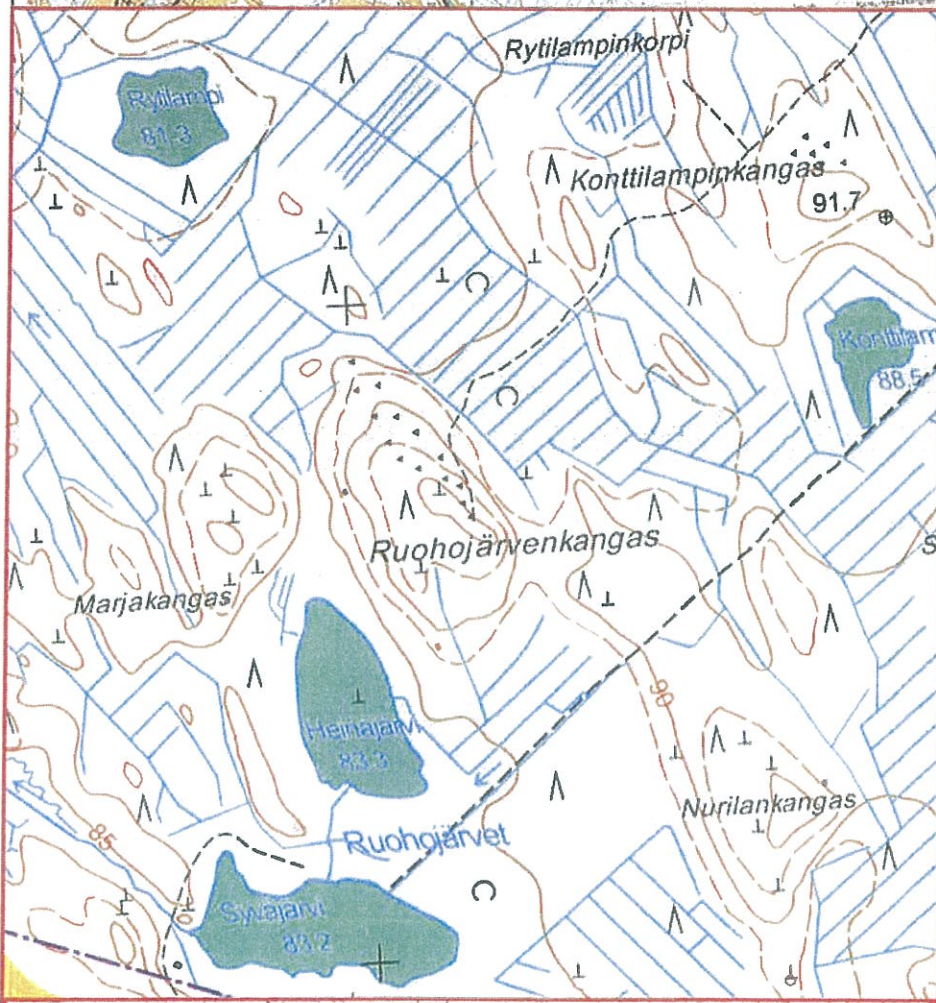 Rytilampinkorpi
Rytilampi
81.3
Konttilampinkangas
91.7
Konttilam
88.5
Ruohojärvenkangas
S
Marjakangas
90
Heinäjärvi
83.3
Nurilankangas
85
Ruohojärvet
Syväjärvi
83.2